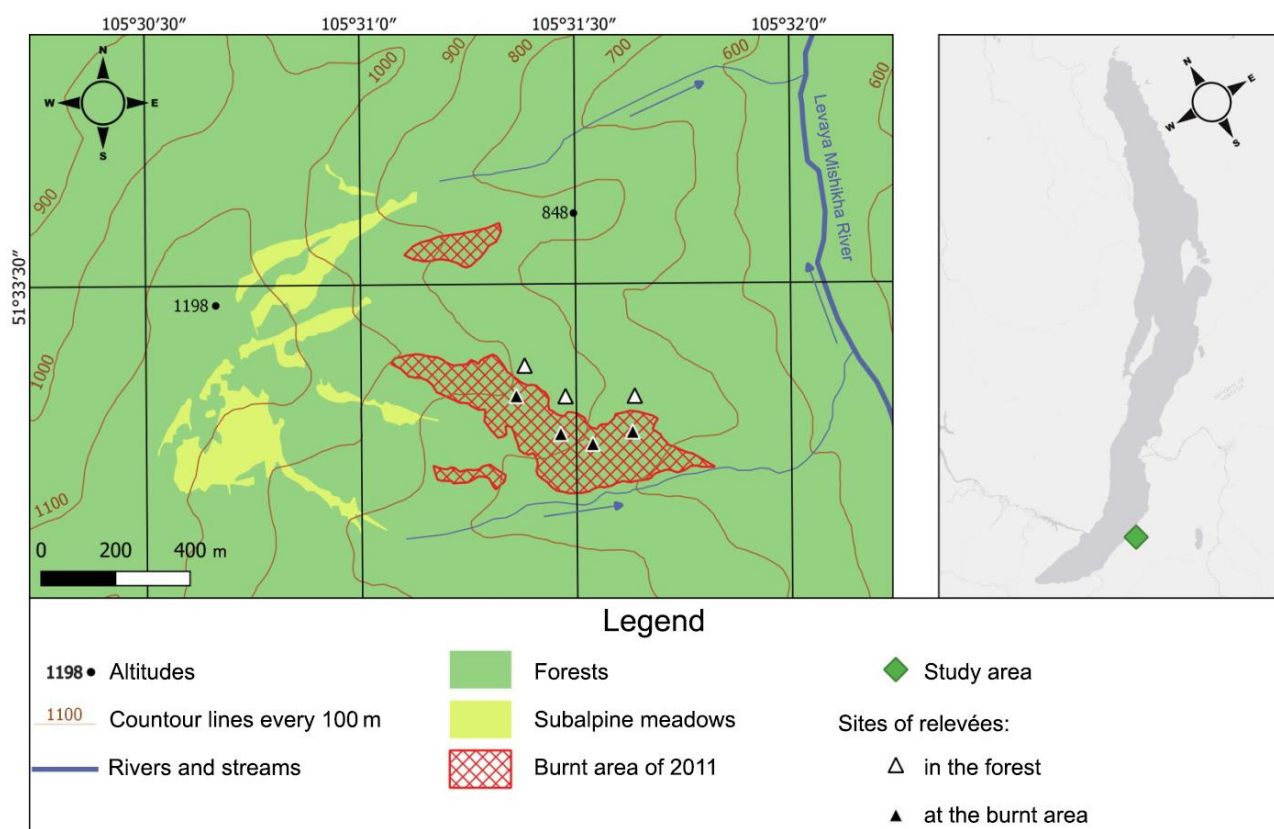 105°30’30” 105°31’0” 105°31’30” 105°32’0”
1000 900 800 700 600
N
W E
S
N
W E
S
600
Levaya Mishikha River
900
848
51°33’30”
1198
1000
1100
0 200 400 m
Legend
1198 Altitudes
1100 Countour lines every 100 m
Rivers and streams
Forests
Subalpine meadows
Burnt area of 2011
Study area
Sites of relevées:
in the forest
at the burnt area